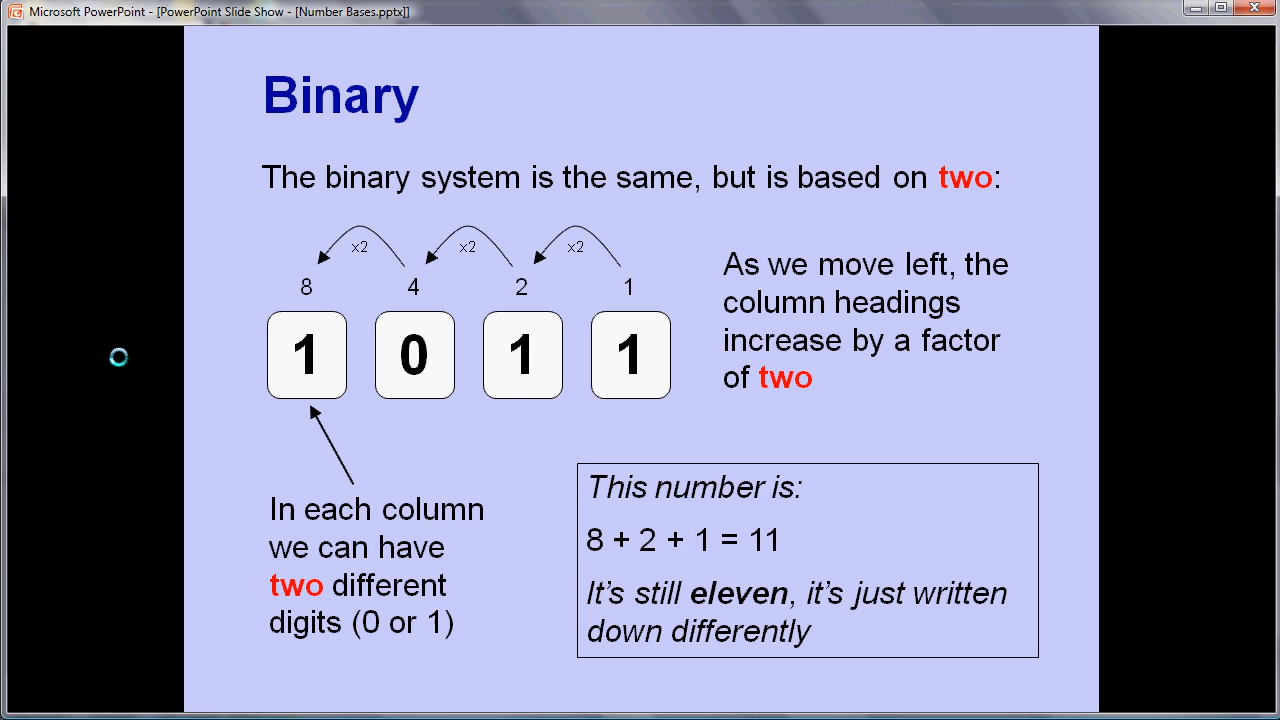 Microsoft PowerPoint - [PowerPoint Slide Show - [Number Bases.pptx]]
Binary
The binary system is the same, but is based on two:
x2 x2 x2
8 4 2 1
1 0 1 1
As we move left, the
column headings
increase by a factor
of two
In each column
we can have
two different
digits (0 or 1)
This number is:
8 + 2 + 1 = 11
It's still eleven, it's just written
down differently